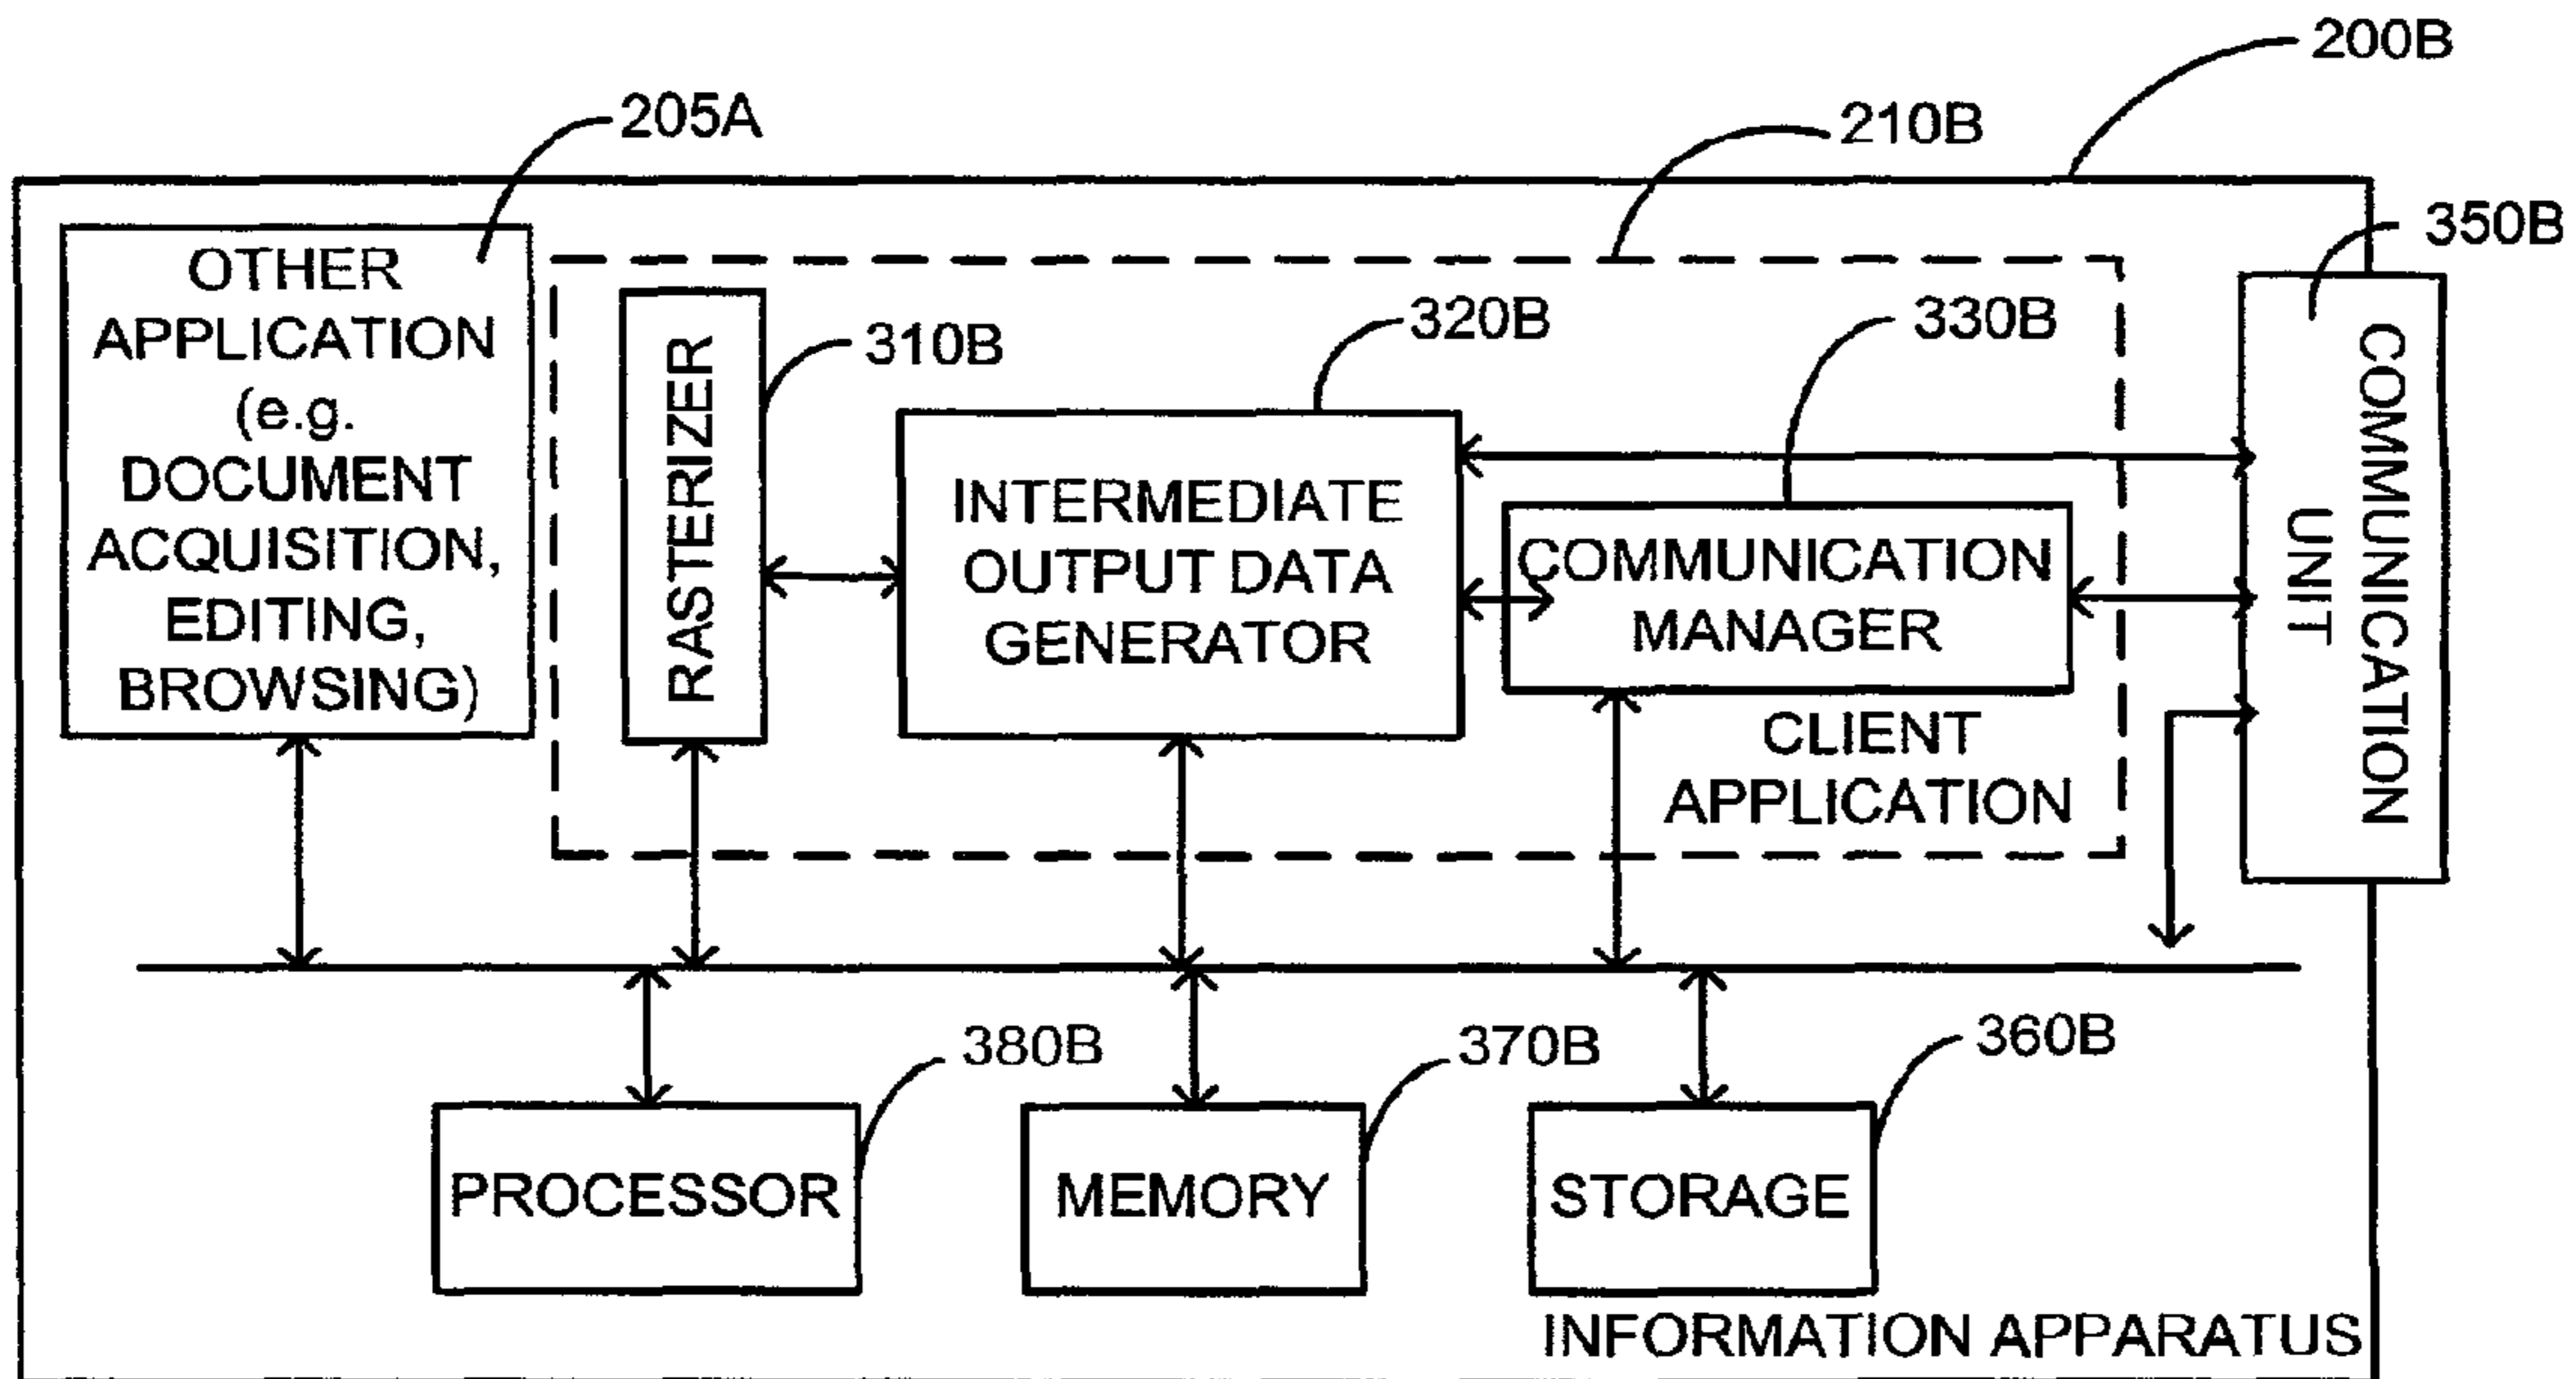 200B
205A
210B
350B
OTHER
APPLICATION
(e.g.
DOCUMENT
ACQUISITION,
EDITING,
BROWSING)
RASTERIZER
310B
320B
330B
INTERMEDIATE
OUTPUT DATA
GENERATOR
COMMUNICATION
MANAGER
CLIENT
APPLICATION
COMMUNICATION
UNIT
380B
370B
360B
PROCESSOR
MEMORY
STORAGE
INFORMATION APPARATUS